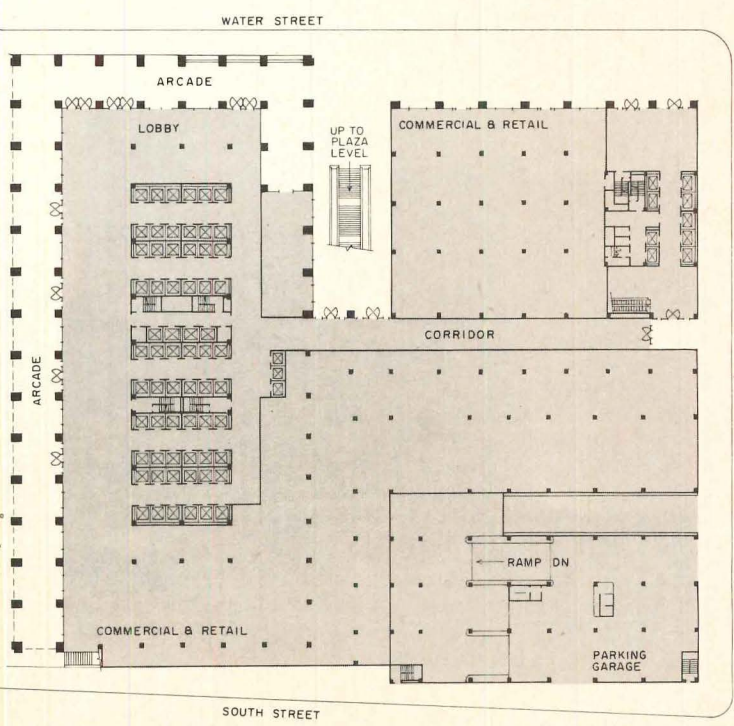 WATER STREET
ARCADE
LOBBY
UP TO
PLAZA
LEVEL
COMMERCIAL & RETAIL
CORRIDOR
ARCADE
RAMP DN
COMMERCIAL & RETAIL
PARKING
GARAGE
SOUTH STREET